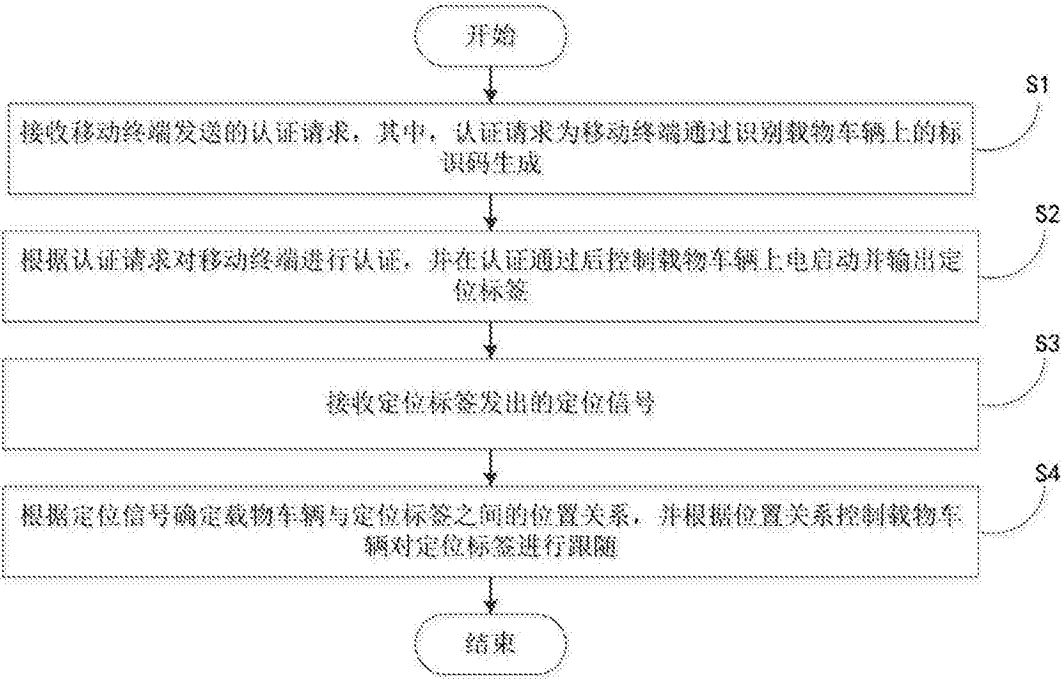 开始
S1
接收移动终端发送的认证请求，其中，认证请求为移动终端通过识别载物车辆上的标
识码生成
S2
根据认证请求对移动终端进行认证，并在认证通过后控制载物车辆上电启动并输出定
位标签
S3
接收定位标签发出的定位信号
S4
根据定位信号确定载物车辆与定位标签之间的位置关系，并根据位置关系控制载物车
辆对定位标签进行跟随
结束